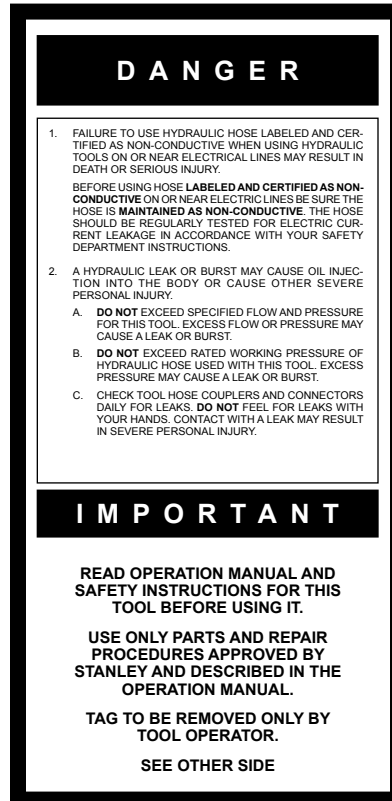 D A N G E R
1. FAILURE TO USE HYDRAULIC HOSE LABELED AND CER-
TIFIED AS NON-CONDUCTIVE WHEN USING HYDRAULIC
TOOLS ON OR NEAR ELECTRICAL LINES MAY RESULT IN
DEATH OR SERIOUS INJURY.
BEFORE USING HOSE LABELED AND CERTIFIED AS NON-
CONDUCTIVE ON OR NEAR ELECTRIC LINES BE SURE THE
HOSE IS MAINTAINED AS NON-CONDUCTIVE. THE HOSE
SHOULD BE REGULARLY TESTED FOR ELECTRIC CUR-
RENT LEAKAGE IN ACCORDANCE WITH YOUR SAFETY
DEPARTMENT INSTRUCTIONS.
2. A HYDRAULIC LEAK OR BURST MAY CAUSE OIL INJEC-
TION INTO THE BODY OR CAUSE OTHER SEVERE
PERSONAL INJURY.
A. DO NOT EXCEED SPECIFIED FLOW AND PRESSURE
FOR THIS TOOL. EXCESS FLOW OR PRESSURE MAY
CAUSE A LEAK OR BURST.
B. DO NOT EXCEED RATED WORKING PRESSURE OF
HYDRAULIC HOSE USED WITH THIS TOOL. EXCESS
PRESSURE MAY CAUSE A LEAK OR BURST.
C. CHECK TOOL HOSE COUPLERS AND CONNECTORS
DAILY FOR LEAKS. DO NOT FEEL FOR LEAKS WITH
YOUR HANDS. CONTACT WITH A LEAK MAY RESULT
IN SEVERE PERSONAL INJURY.
I M P O R T A N T
READ OPERATION MANUAL AND
SAFETY INSTRUCTIONS FOR THIS
TOOL BEFORE USING IT.
USE ONLY PARTS AND REPAIR
PROCEDURES APPROVED BY
STANLEY AND DESCRIBED IN THE
OPERATION MANUAL.
TAG TO BE REMOVED ONLY BY
TOOL OPERATOR.
SEE OTHER SIDE